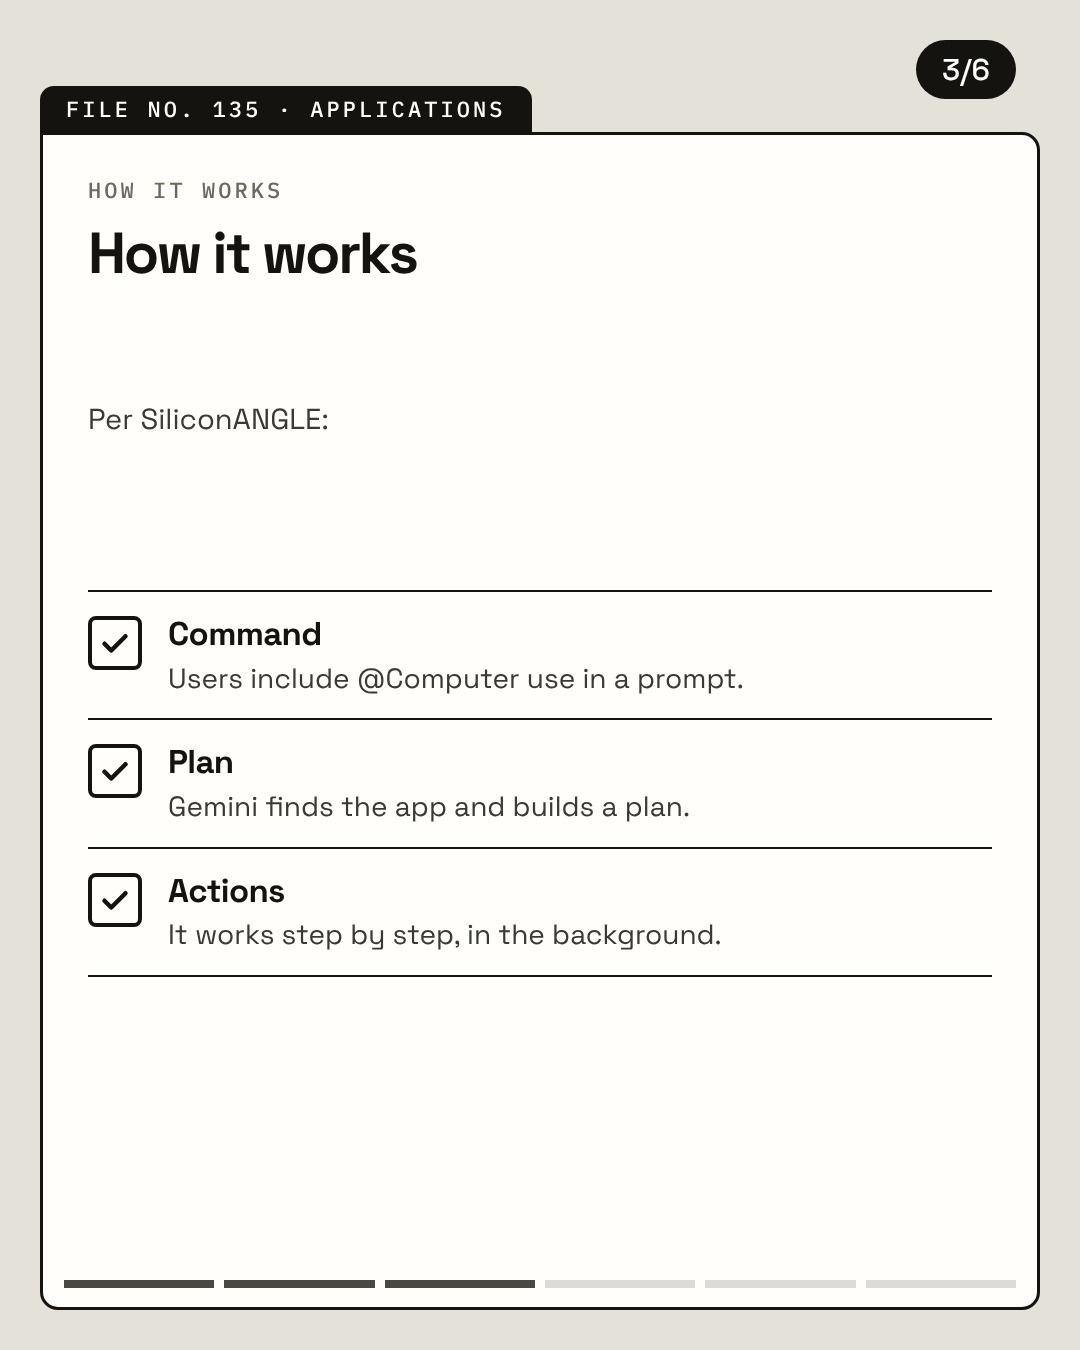 3/6
FILE NO. 135 · APPLICATIONS
HOW IT WORKS
How it works
Per SiliconANGLE:
Command
Users include @Computer use in a prompt.
Plan
Gemini finds the app and builds a plan.
Actions
It works step by step, in the background.